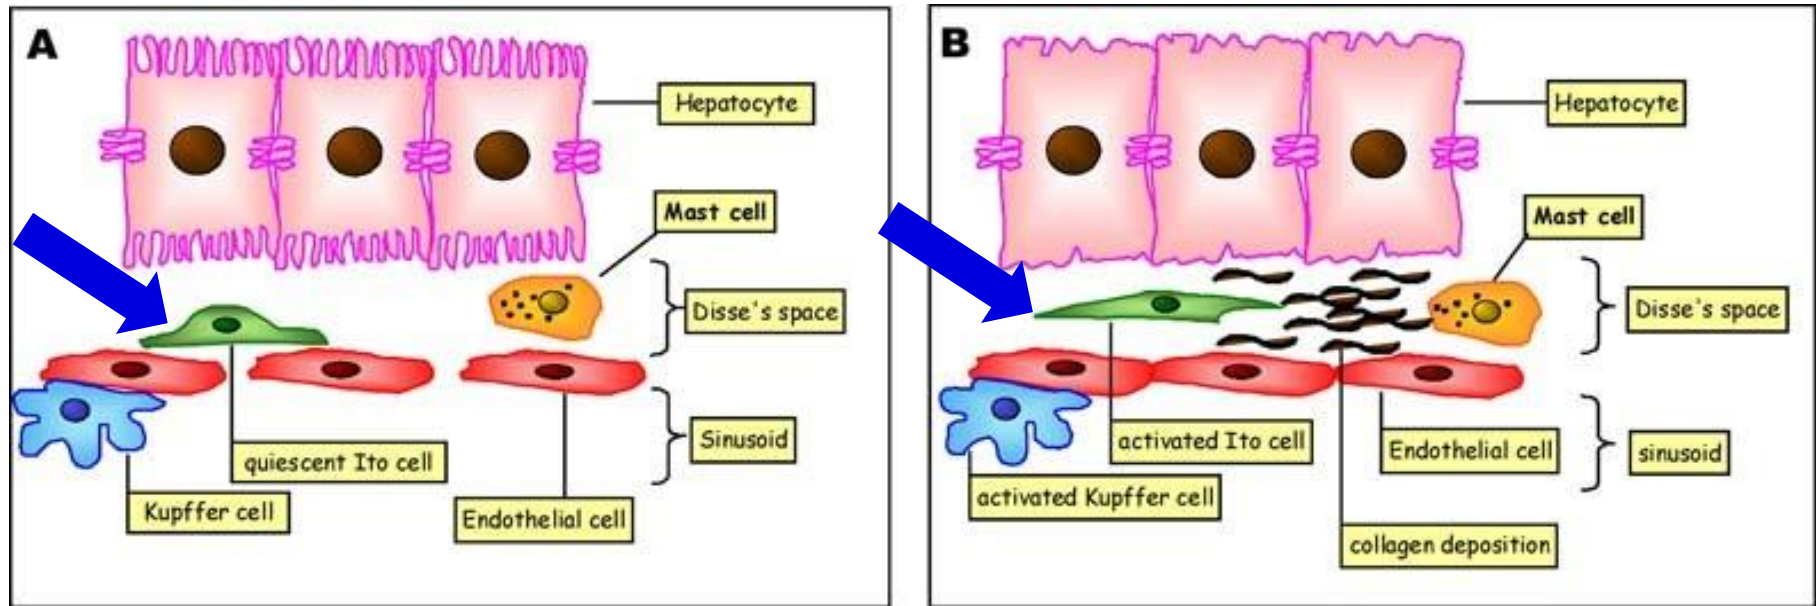 A
Hepatocyte
Mast cell
Disse's space
Sinusoid
quiescent Ito cell
Kupffer cell
Endothelial cell
B
Hepatocyte
Mast cell
Disse's space
activated Ito cell
Endothelial cell
sinusoid
activated Kupffer cell
collagen deposition